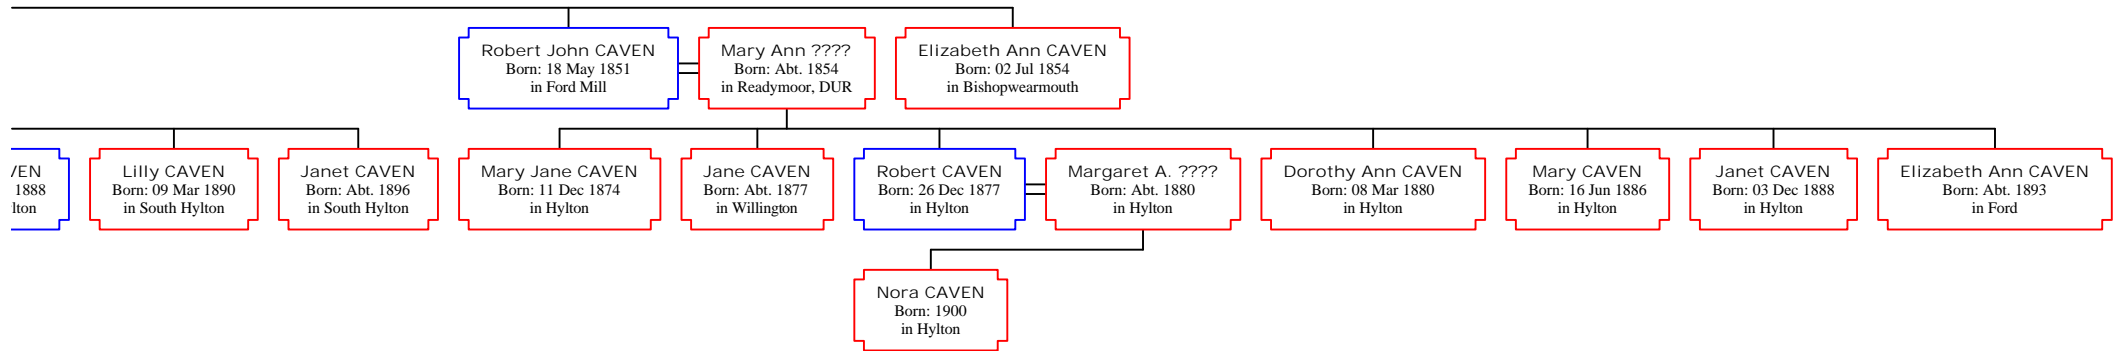 Robert John CAVEN
Born: 18 May 1851
in Ford Mill
Mary Ann ????
Born: Abt. 1854
in Readymoor, DUR
Elizabeth Ann CAVEN
Born: 02 Jul 1854
in Bishopwearmouth
1888
Lilly CAVEN
Born: 09 Mar 1890
in South Hylton
Janet CAVEN
Born: Abt. 1896
in South Hylton
Mary Jane CAVEN
Born: 11 Dec 1874
in Hylton
Jane CAVEN
Born: Abt. 1877
in Willington
Robert CAVEN
Born: 26 Dec 1877
in Hylton
Margaret A. ????
Born: Abt. 1880
in Hylton
Dorothy Ann CAVEN
Born: 08 Mar 1880
in Hylton
Mary CAVEN
Born: 16 Jun 1886
in Hylton
Janet CAVEN
Born: 03 Dec 1888
in Hylton
Elizabeth Ann CAVEN
Born: Abt. 1893
in Ford
Nora CAVEN
Born: 1900
in Hylton